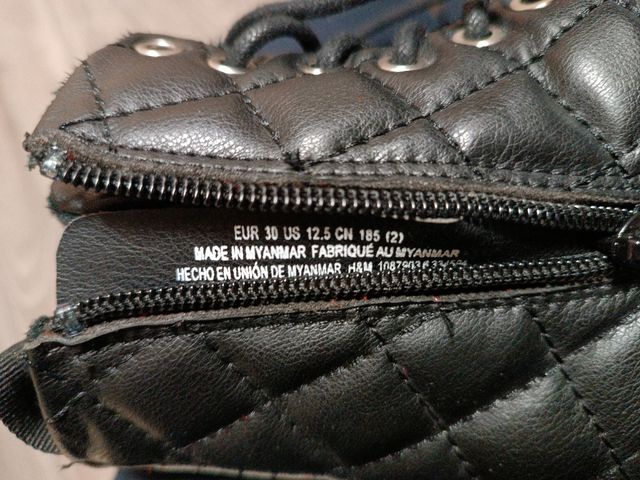 EUR 30 US 12.5 CN 185 (2)
MADE IN MYANMAR FABRIQUÉ AU MYANMAR
HECHO EN UNIÓN DE MYANMAR H&M